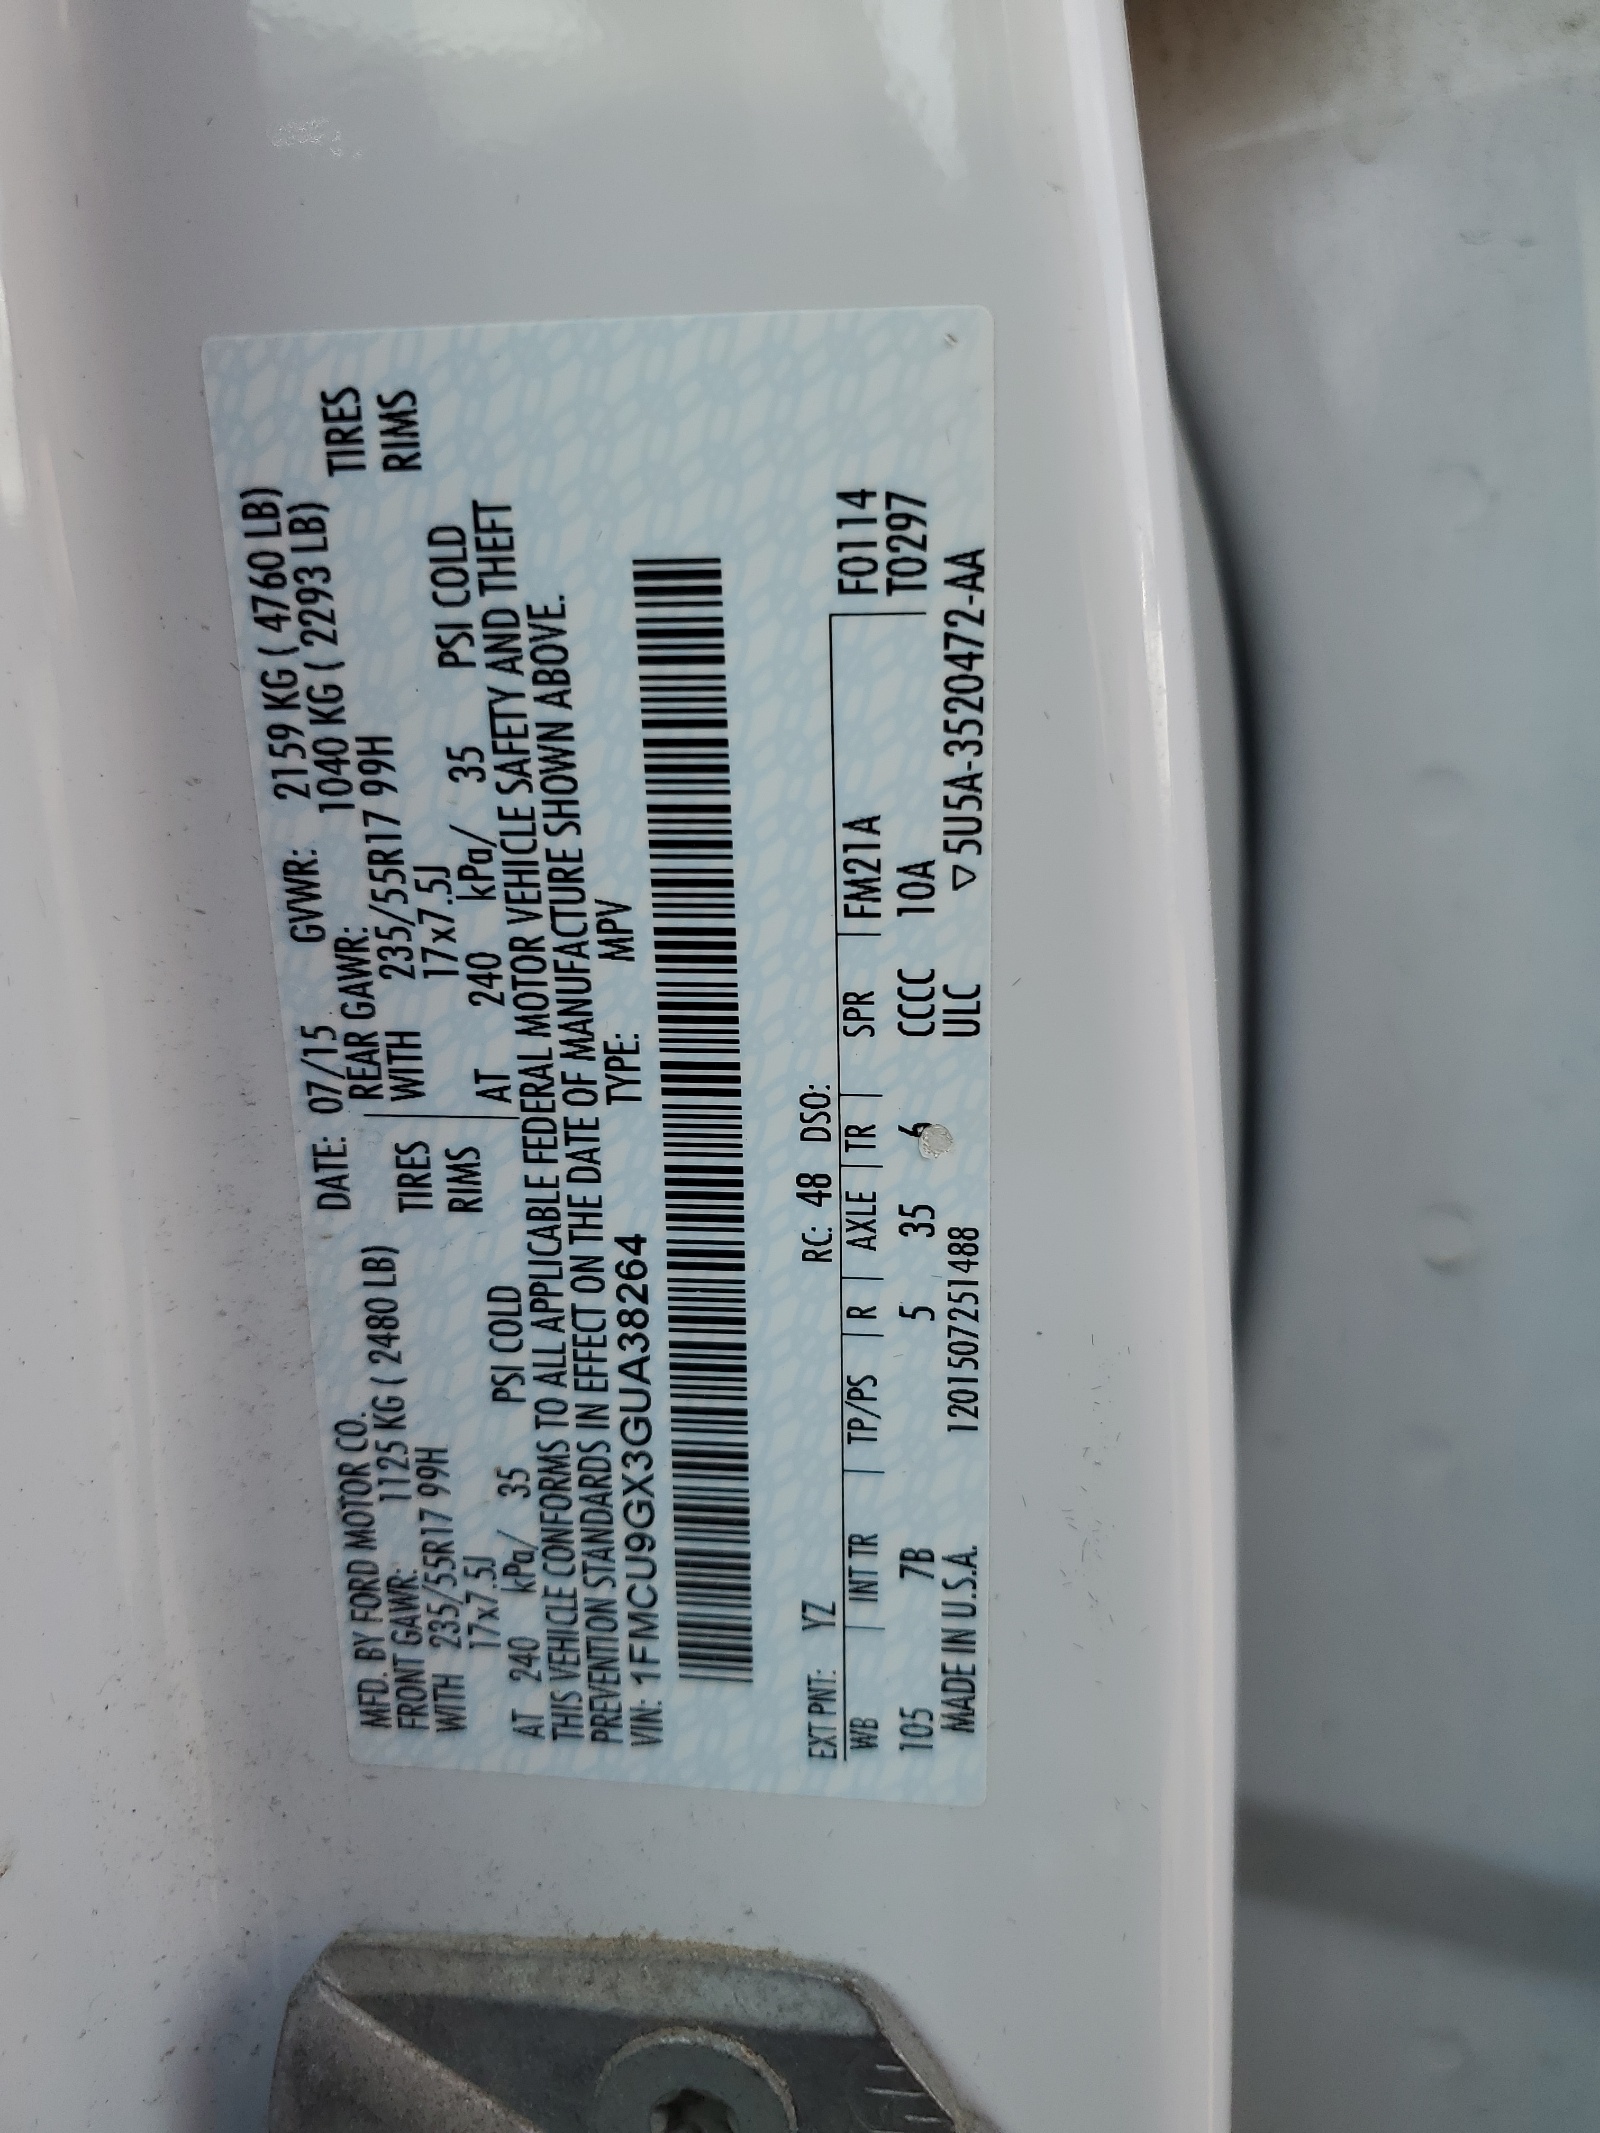 MFD. BY FORD MOTOR CO. DATE: 07/15 GVWR: 2159 KG ( 4760 LB)
FRONT GAWR: 1125 KG ( 2480 LB) REAR GAWR: 1040 KG ( 2293 LB)
WITH 235/55R17 99H TIRES WITH 235/55R17 99H TIRES
17x7.5J RIMS 17x7.5J RIMS
AT 240 kPa/ 35 PSI COLD AT 240 kPa/ 35 PSI COLD
THIS VEHICLE CONFORMS TO ALL APPLICABLE FEDERAL MOTOR VEHICLE SAFETY AND THEFT
PREVENTION STANDARDS IN EFFECT ON THE DATE OF MANUFACTURE SHOWN ABOVE.
VIN: 1FMCU9GX3GUA38264 TYPE: MPV
EXT PNT: YZ RC: 48 DSO:
WB | INT TR | TP/PS | R | AXLE | TR | SPR | FM21A F0114
105 7B 5 35 6 CCCC 10A T0297
MADE IN U.S.A. 1201507251488 ULC ▽5U5A-3520472-AA